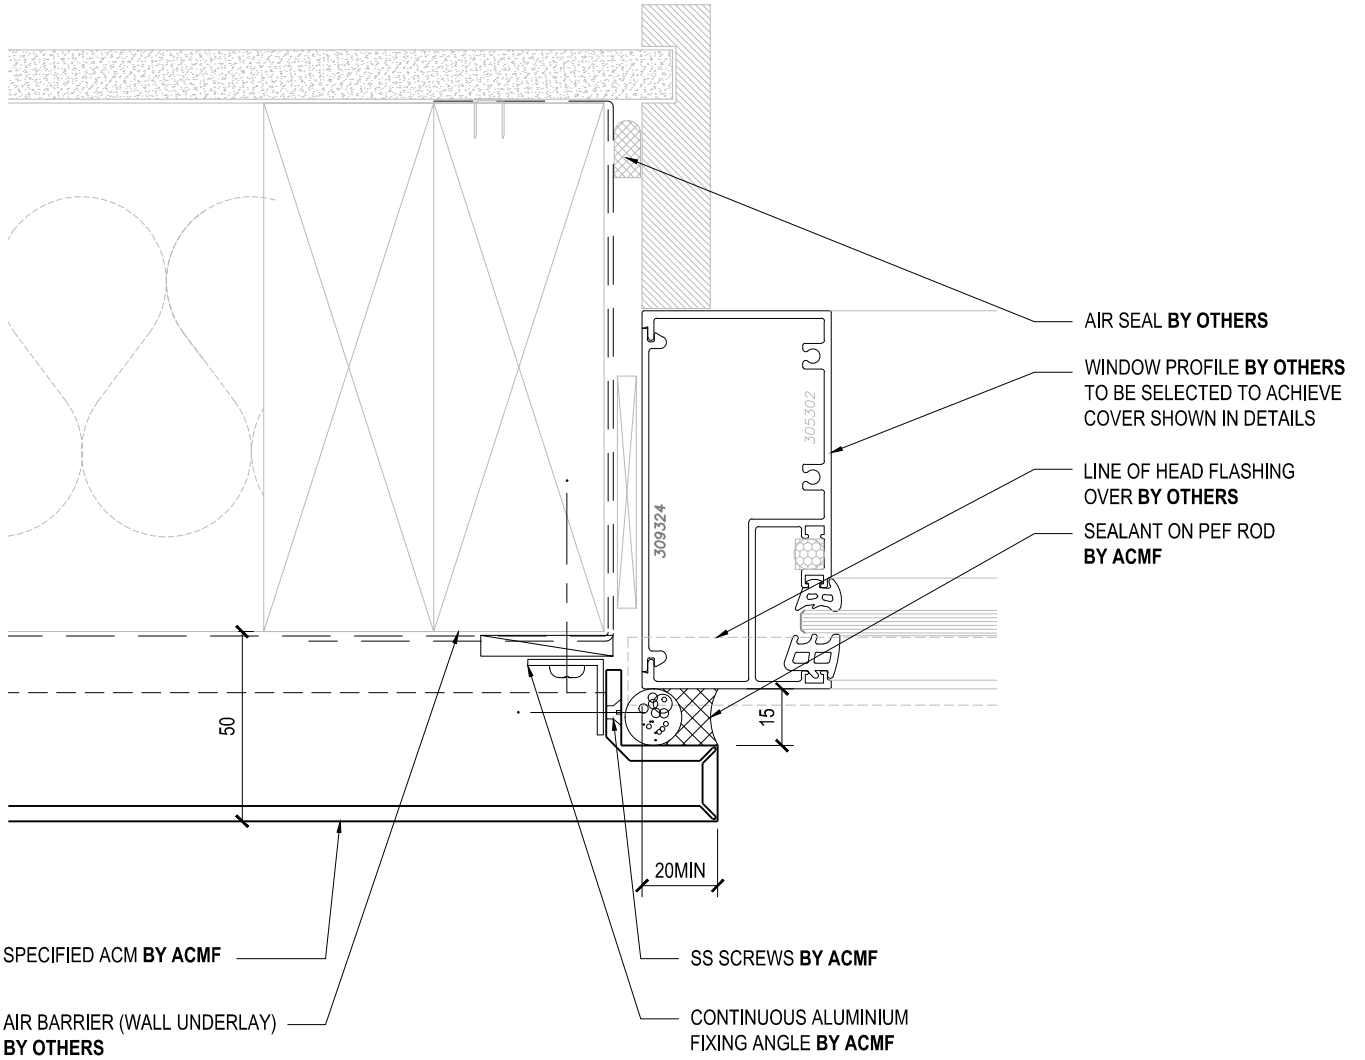 AIR SEAL BY OTHERS
WINDOW PROFILE BY OTHERS
TO BE SELECTED TO ACHIEVE
COVER SHOWN IN DETAILS
305302
LINE OF HEAD FLASHING
OVER BY OTHERS
309324
SEALANT ON PEF ROD
BY ACMF
50
15
20MIN
SPECIFIED ACM BY ACMF
SS SCREWS BY ACMF
AIR BARRIER (WALL UNDERLAY)
BY OTHERS
CONTINUOUS ALUMINIUM
FIXING ANGLE BY ACMF